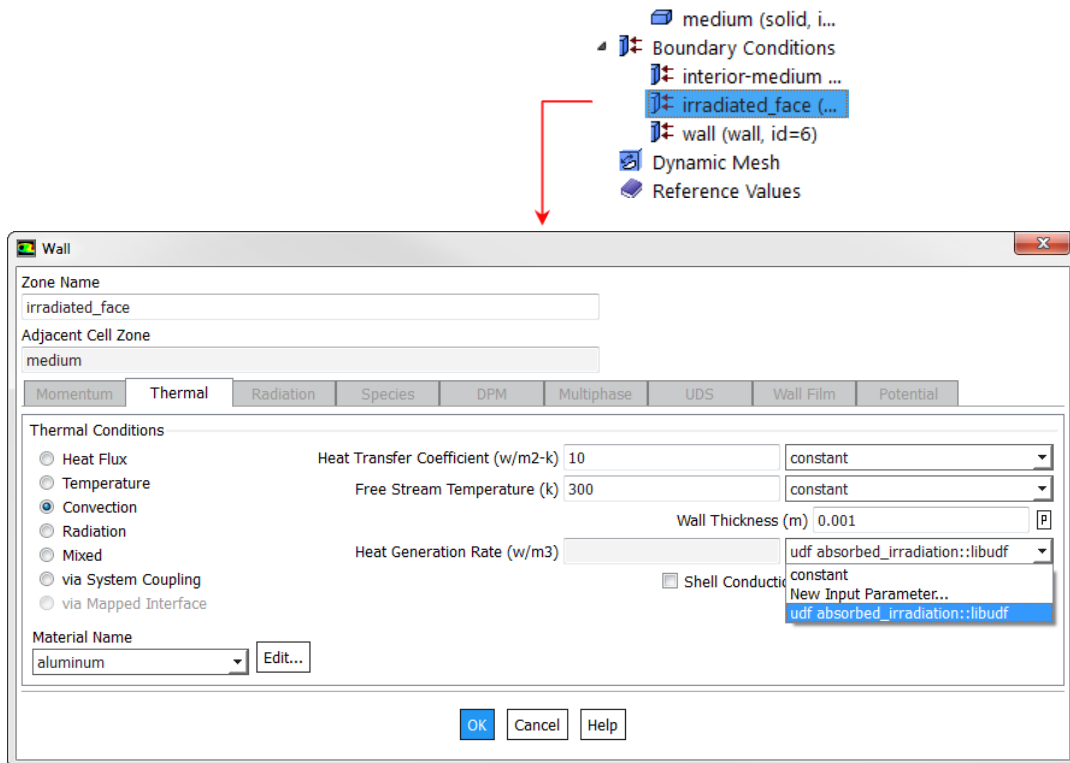 medium (solid, i...
Boundary Conditions
interior-medium ...
irradiated_face (...
wall (wall, id=6)
Dynamic Mesh
Reference Values
Wall
Zone Name
irradiated_face
Adjacent Cell Zone
medium
Momentum Thermal Radiation Species DPM Multiphase UDS Wall Film Potential
Thermal Conditions
Heat Flux
Temperature
Convection
Radiation
Mixed
via System Coupling
via Mapped Interface
Heat Transfer Coefficient (w/m2-k) 10 constant
Free Stream Temperature (k) 300 constant
Wall Thickness (m) 0.001 P
Heat Generation Rate (w/m3) udf absorbed_irradiation::libudf
constant
New Input Parameter...
udf absorbed_irradiation::libudf
Shell Conductio
Material Name
aluminum Edit...
OK Cancel Help